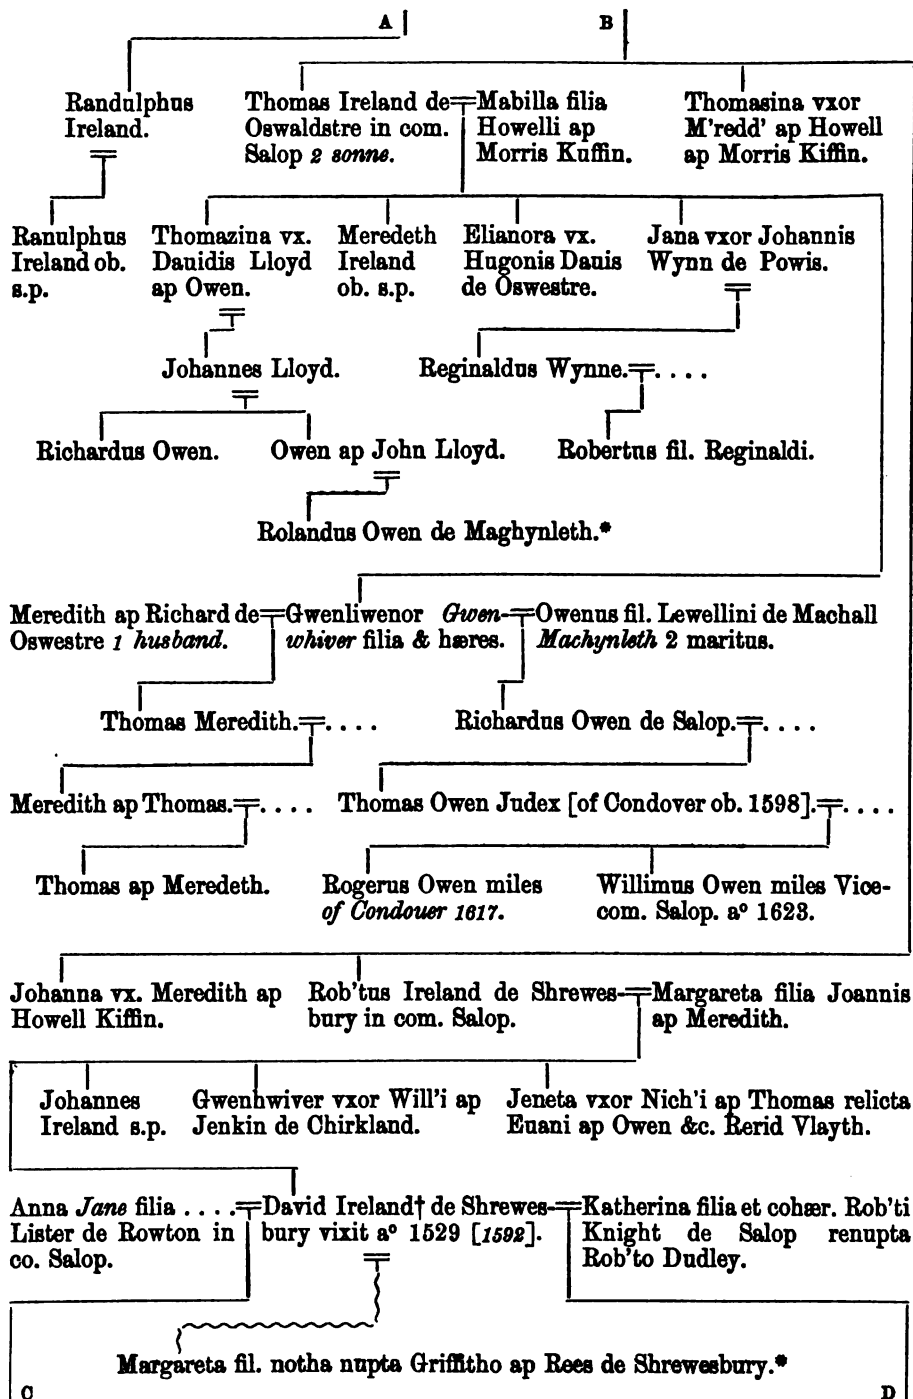 A B
Randulphus Ireland.
Thomas Ireland de Oswaldstre in com. Salop 2 sonne.
Mabilla filia Howelli ap Morris Kuffin.
Thomasina vxor M'redd' ap Howell ap Morris Kiffin.
Ranulphus Ireland ob. s.p.
Thomazina vx. Dauidis Lloyd ap Owen.
Meredeth Ireland ob. s.p.
Elianora vx. Hugonis Dauis de Oswestre.
Jana vxor Johannis Wynn de Powis.
Johannes Lloyd.
Reginaldus Wynne. . . . .
Richardus Owen.
Owen ap John Lloyd.
Robertus fil. Reginaldi.
Rolandus Owen de Maghynleth.*
Meredith ap Richard de Oswestre 1 husband.
Gwenliwenor Gwen-
whiver filia & hæres.
Owenus fil. Lewellini de Machall
Machynleth 2 maritus.
Thomas Meredith. . . . .
Richardus Owen de Salop. . . . .
Meredith ap Thomas. . . . .
Thomas Owen Judex [of Condover ob. 1598]. . . . .
Thomas ap Meredeth.
Rogerus Owen miles
of Condouer 1617.
Willimus Owen miles Vice-
com. Salop. aº 1623.
Johanna vx. Meredith ap
Howell Kiffin.
Rob'tus Ireland de Shrewes-
bury in com. Salop.
Margareta filia Joannis
ap Meredith.
Johannes
Ireland s.p.
Gwenhwiver vxor Will'i ap
Jenkin de Chirkland.
Jeneta vxor Nich'i ap Thomas relicta
Euani ap Owen &c. Rerid Vlayth.
Anna Jane filia . . . .
Lister de Rowton in
co. Salop.
David Ireland† de Shrewes-
bury vixit aº 1529 [1592].
Katherina filia et cohær. Rob'ti
Knight de Salop renupta
Rob'to Dudley.
Margareta fil. notha nupta Griffitho ap Rees de Shrewesbury.*
C D